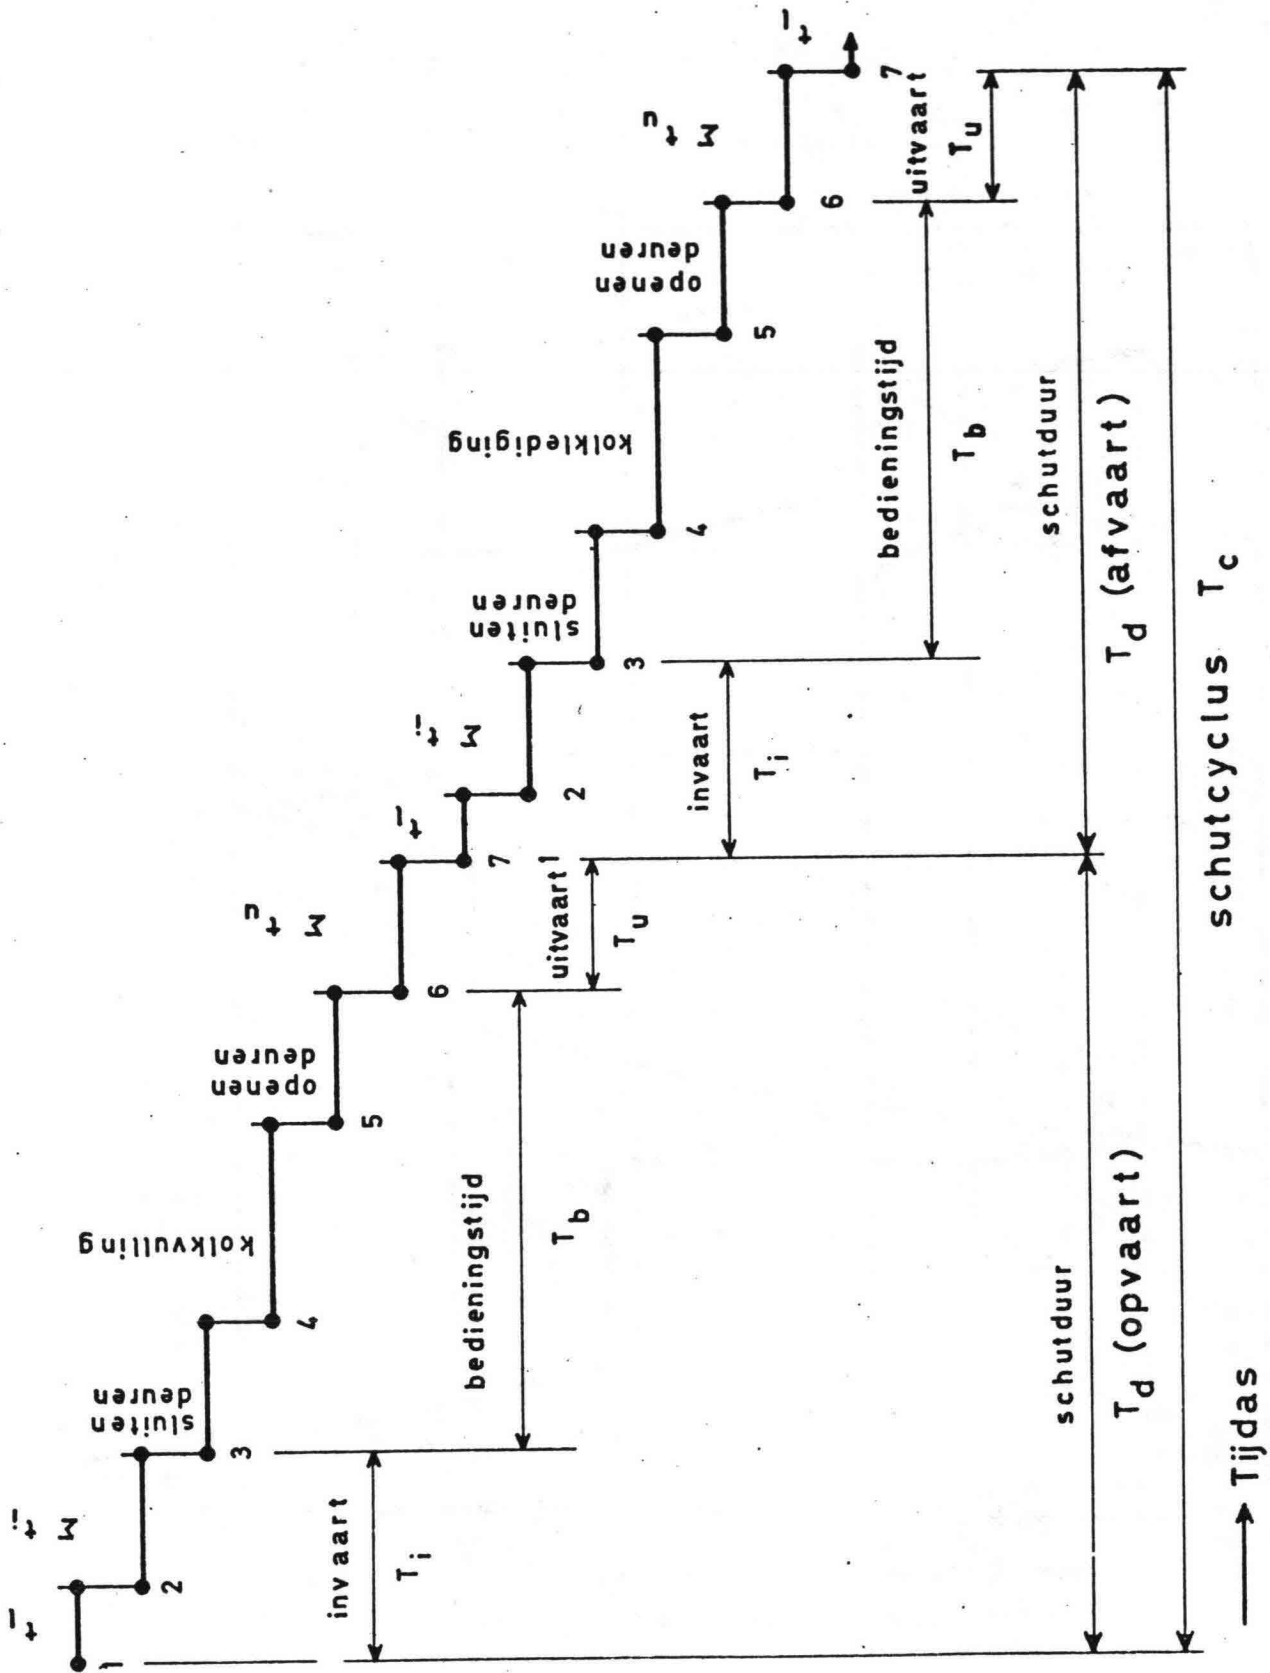 t_l
Σ t_i
sluiten
deuren
kolkvulling
openen
deuren
Σ t_u
t_l
Σ t_i
sluiten
deuren
kolklediging
openen
deuren
Σ t_u
t_l
1
2
3
4
5
6
7
2
3
4
5
6
7
invaart
T_i
bedieningstijd
T_b
uitvaart
T_u
invaart
T_i
bedieningstijd
T_b
uitvaart
T_u
schutduur
T_d (opvaart)
schutduur
T_d (afvaart)
schutcyclus T_c
→ Tijdas